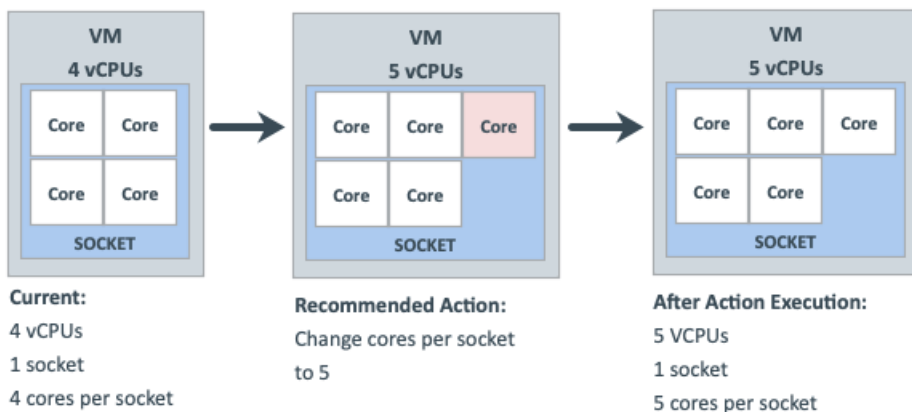 VM
4 vCPUs
Core Core
Core Core
SOCKET
Current:
4 vCPUs
1 socket
4 cores per socket
VM
5 vCPUs
Core Core Core
Core Core
SOCKET
Recommended Action:
Change cores per socket
to 5
VM
5 vCPUs
Core Core Core
Core Core
SOCKET
After Action Execution:
5 VCPUs
1 socket
5 cores per socket